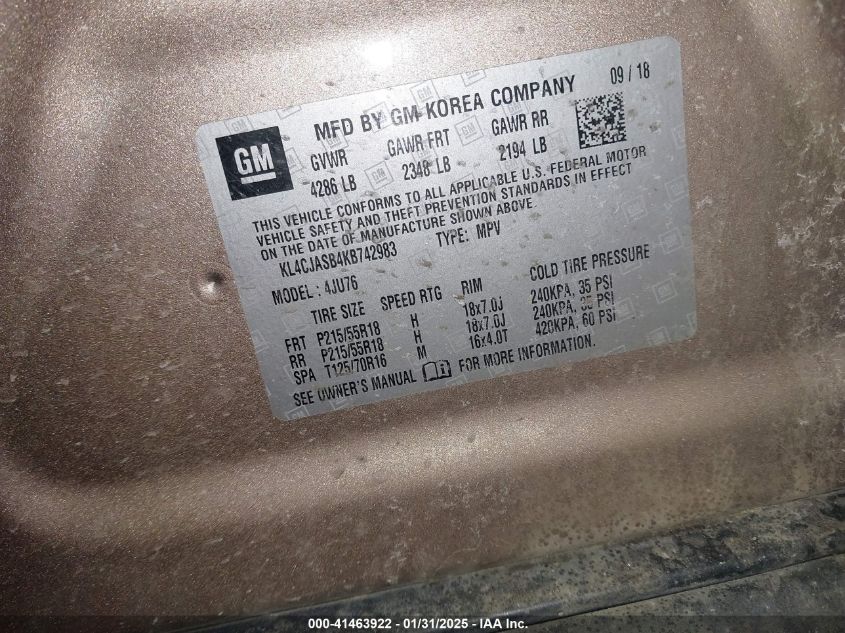 MFD BY GM KOREA COMPANY 09 / 18
GM
GVWR GAWR FRT GAWR RR
4286 LB 2348 LB 2194 LB
THIS VEHICLE CONFORMS TO ALL APPLICABLE U.S. FEDERAL MOTOR
VEHICLE SAFETY AND THEFT PREVENTION STANDARDS IN EFFECT
ON THE DATE OF MANUFACTURE SHOWN ABOVE.
KL4CJASB4KB742983 TYPE: MPV
MODEL: 4JU76
TIRE SIZE SPEED RTG RIM COLD TIRE PRESSURE
FRT P215/55R18 H 18x7.0J 240KPA, 35 PSI
RR P215/55R18 H 18x7.0J 240KPA, 35 PSI
SPA T125/70R16 M 16x4.0T 420KPA, 60 PSI
SEE OWNER'S MANUAL FOR MORE INFORMATION.
000-41463922 / 01/31/2025 - IAA Inc.